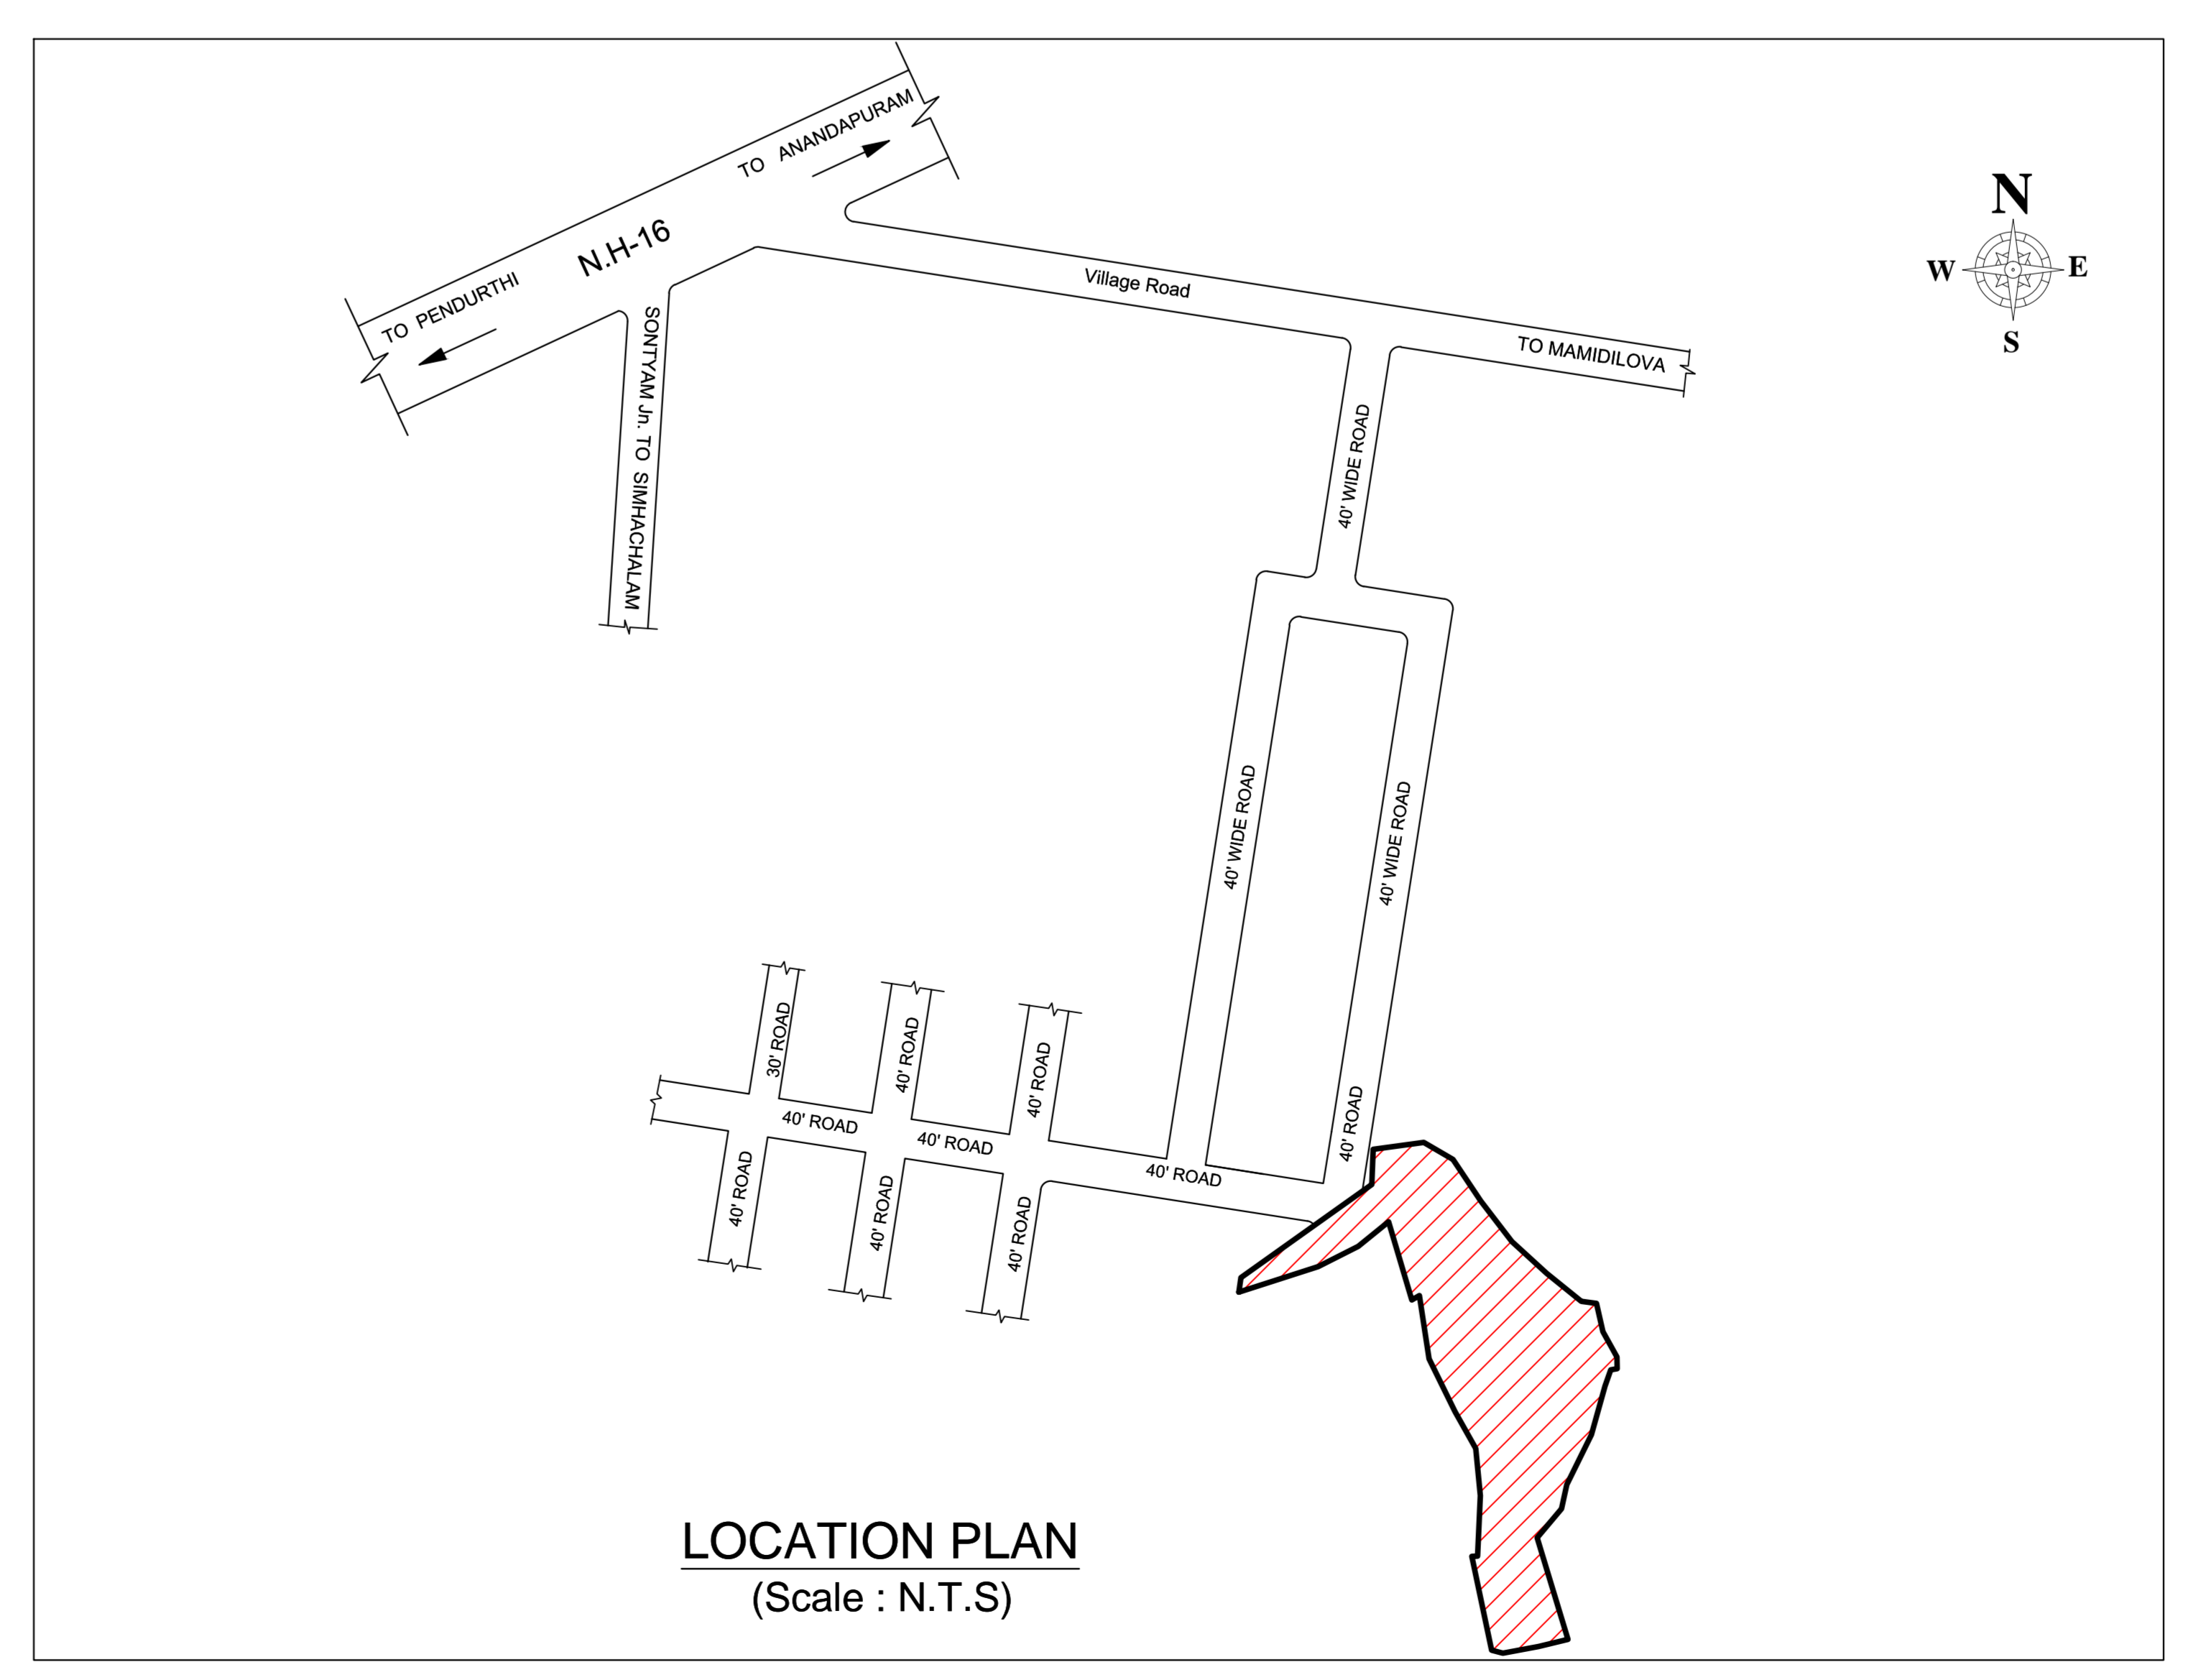 TO ANANDAPURAM
N.H-16
TO PENDURTHI
N
W
E
S
Village Road
TO MAMIDILOVA
SONTYAM Jn. TO SIMHACHALAM
40' WIDE ROAD
40' WIDE ROAD
40' WIDE ROAD
30' ROAD
40' ROAD
40' ROAD
40' ROAD
40' ROAD
40' ROAD
40' ROAD
40' ROAD
40' ROAD
40' ROAD
LOCATION PLAN
(Scale : N.T.S)